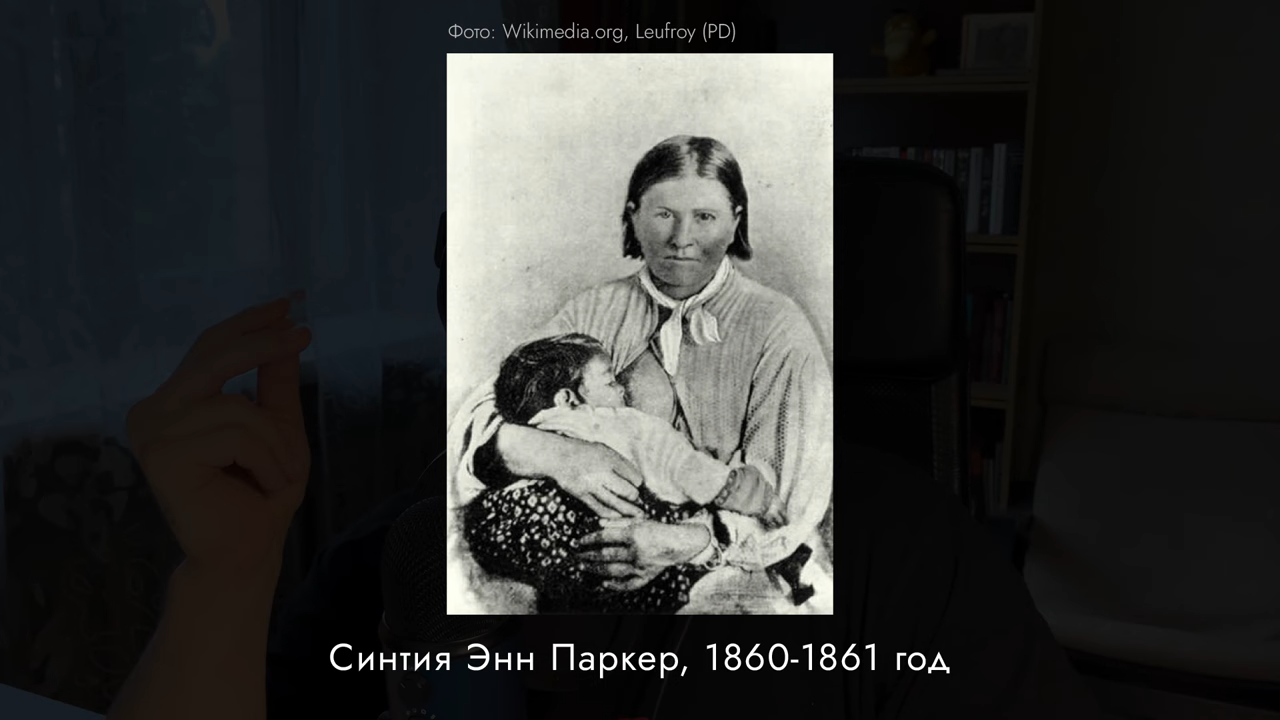 Фото: Wikimedia.org, Leufroy (PD)
Синтия Энн Паркер, 1860-1861 год